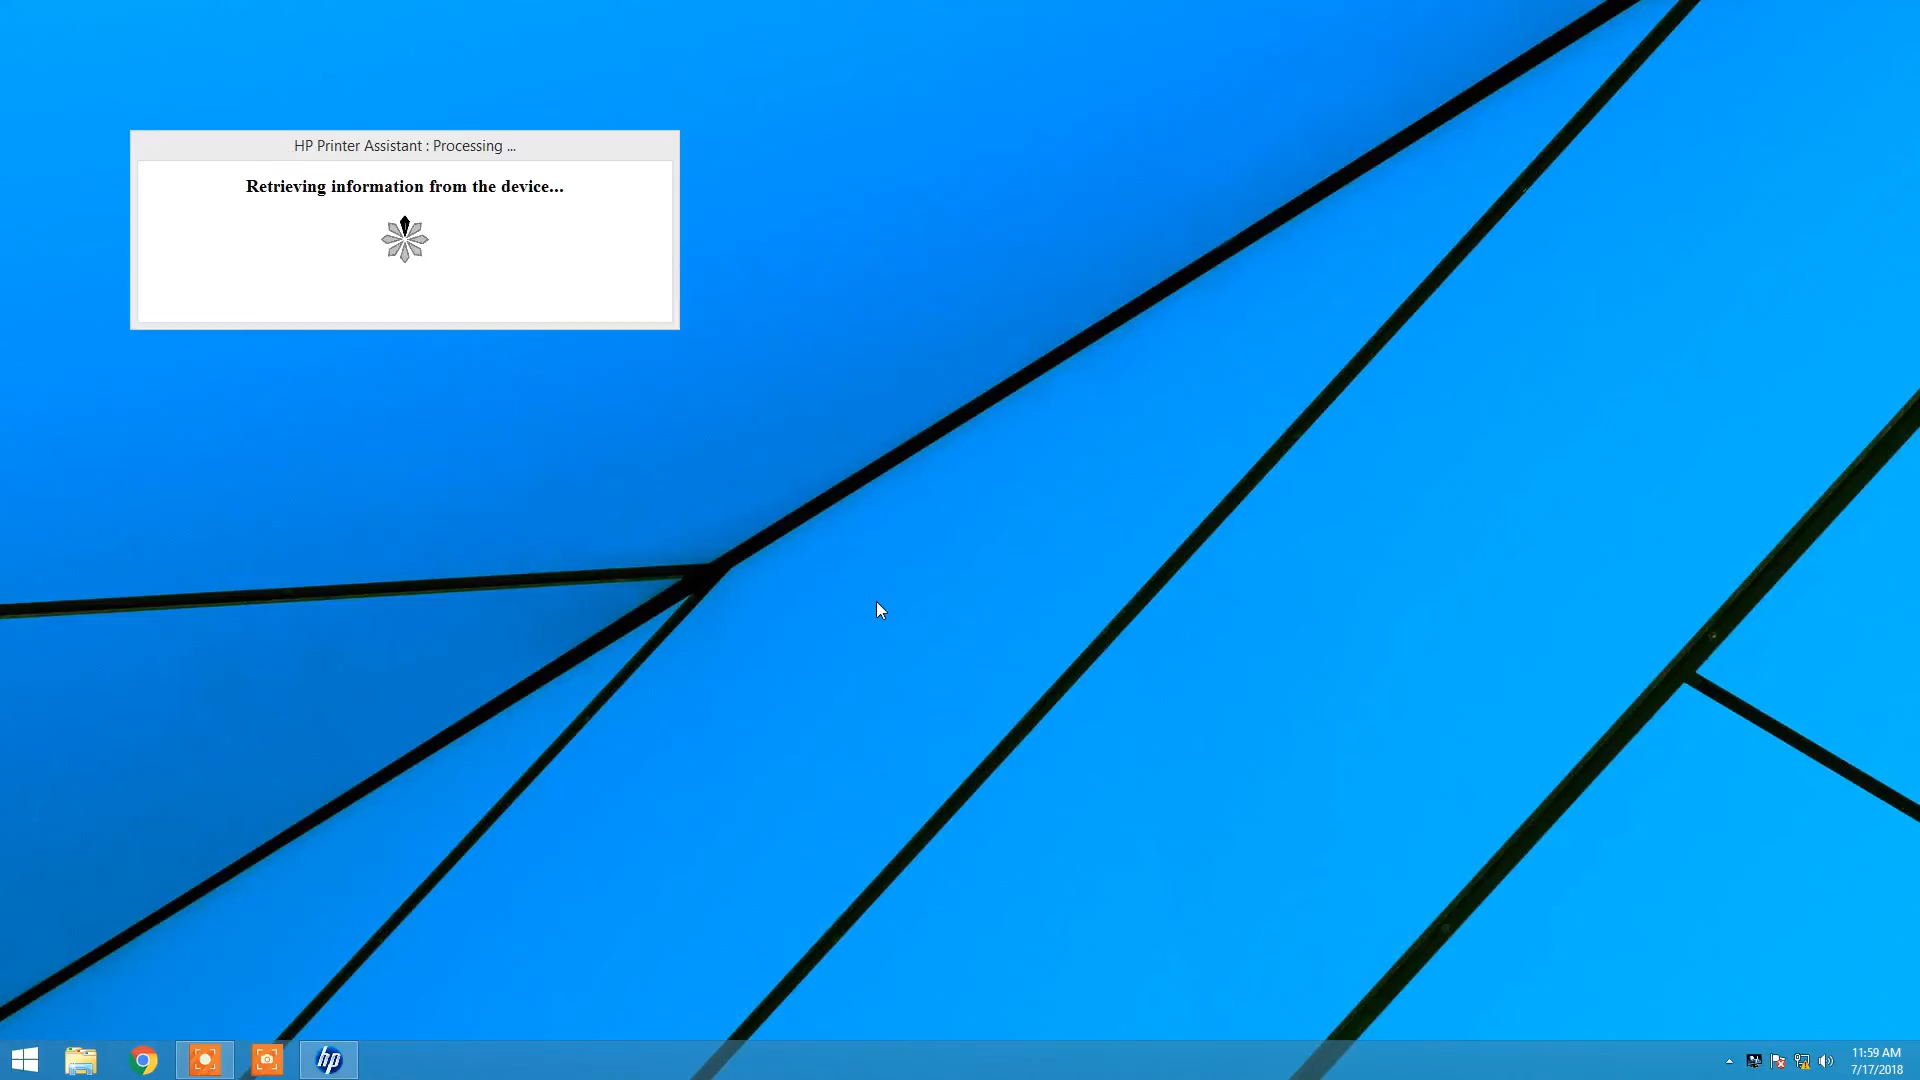 HP Printer Assistant : Processing ...
Retrieving information from the device...
hp
11:59 AM
7/17/2018